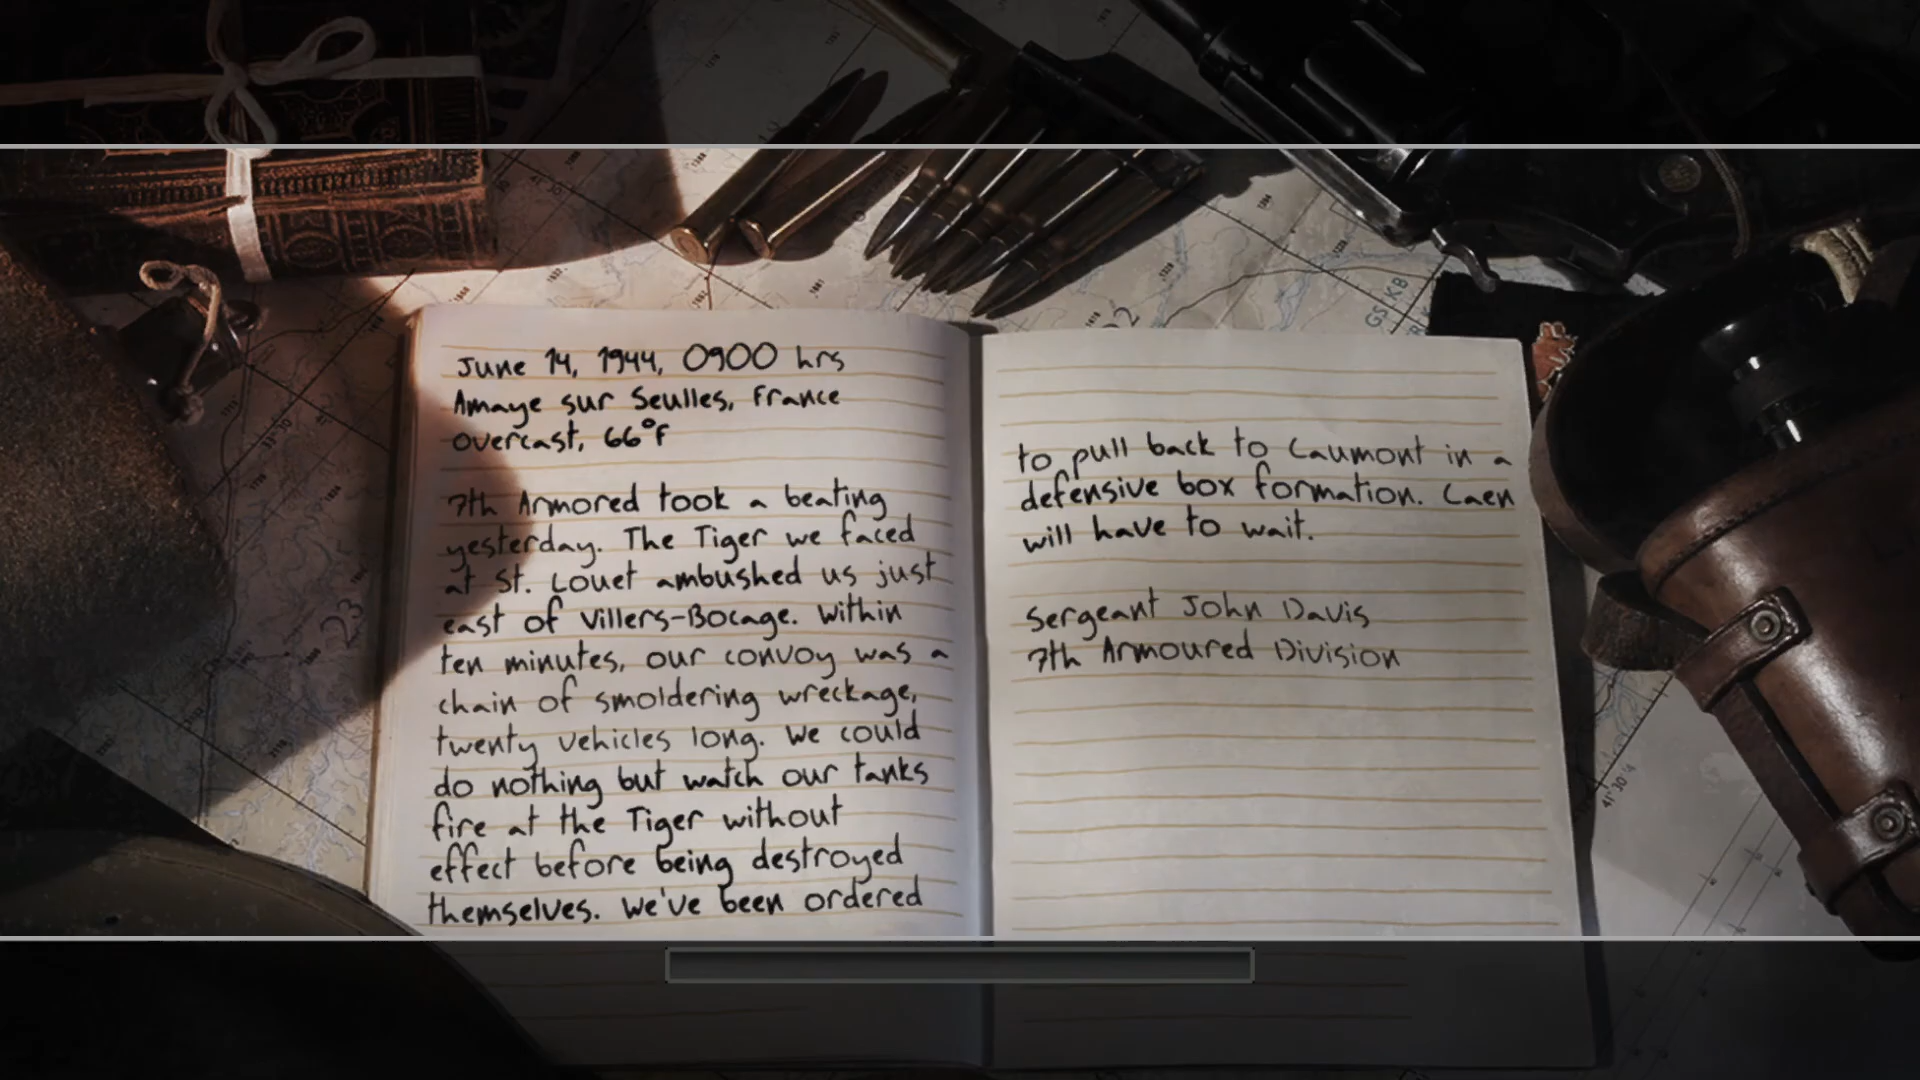 June 14, 1944, 0900 hrs
Amaye sur Seulles, France
Overcast, 66°F
7th Armored took a beating
yesterday. The Tiger we faced
at St. Louet ambushed us just
east of Villers-Bocage. Within
ten minutes, our convoy was a
chain of smoldering wreckage,
twenty vehicles long. We could
do nothing but watch our tanks
fire at the Tiger without
effect before being destroyed
themselves. We've been ordered
to pull back to Caumont in a
defensive box formation. Caen
will have to wait.
Sergeant John Davis
7th Armoured Division
GSKB
23